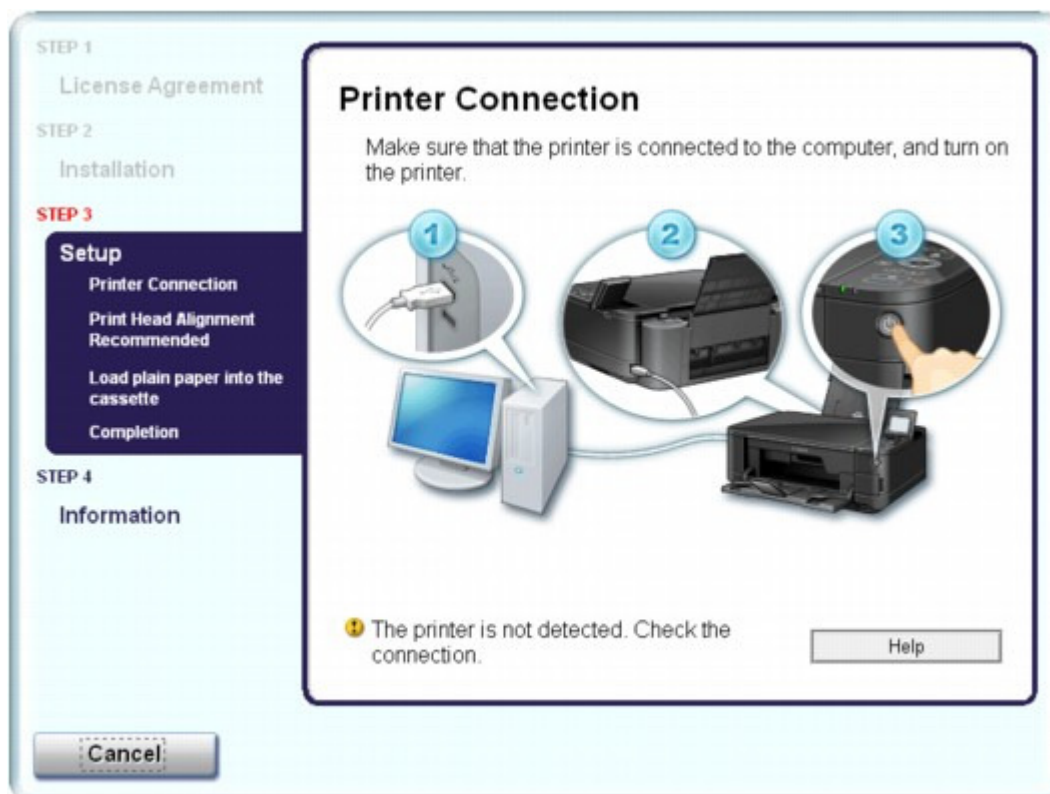 STEP 1
License Agreement
STEP 2
Installation
STEP 3
Setup
Printer Connection
Print Head Alignment
Recommended
Load plain paper into the
cassette
Completion
STEP 4
Information
Printer Connection
Make sure that the printer is connected to the computer, and turn on
the printer.
1
2
3
The printer is not detected. Check the
connection.
Help
Cancel